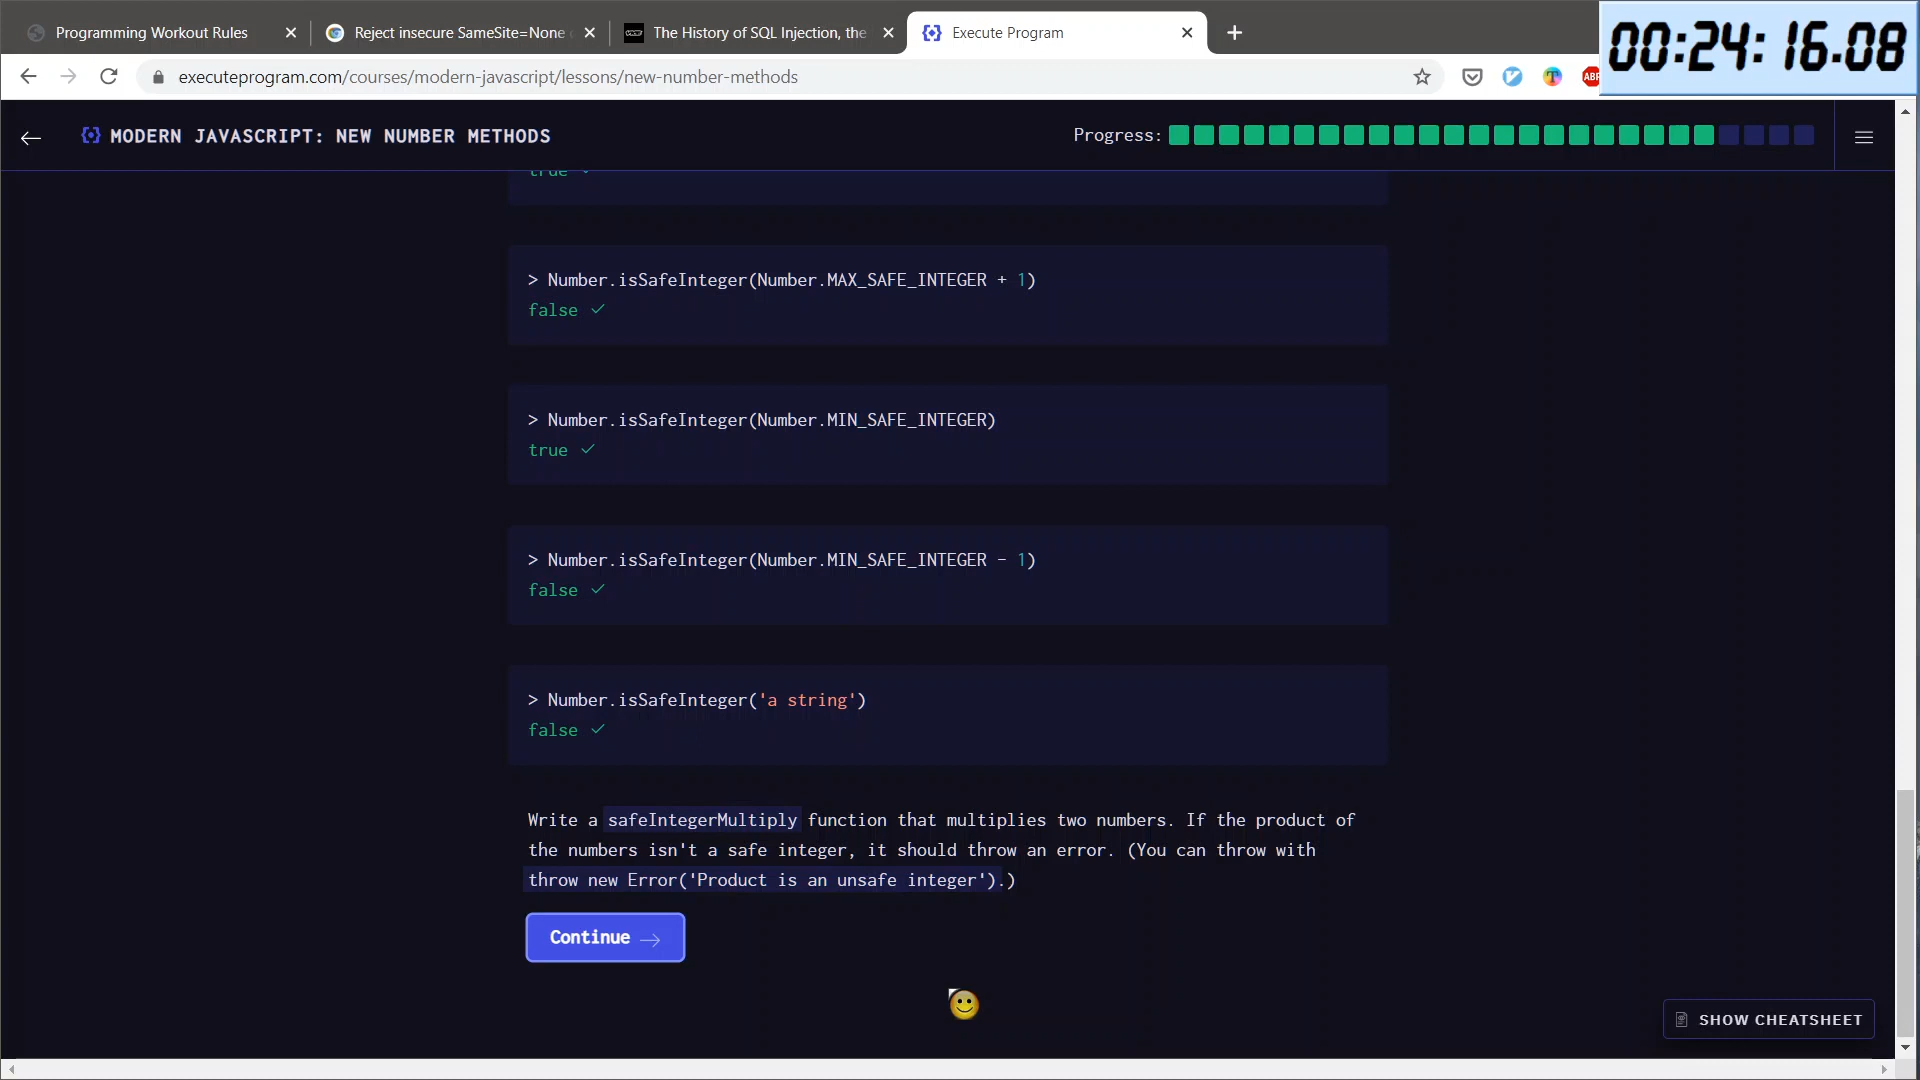 Programming Workout Rules
Reject insecure SameSite=None
The History of SQL Injection, the
Execute Program
00:24:16.08
executeprogram.com/courses/modern-javascript/lessons/new-number-methods
ABP
MODERN JAVASCRIPT: NEW NUMBER METHODS
Progress:
true
> Number.isSafeInteger(Number.MAX_SAFE_INTEGER + 1)
false
> Number.isSafeInteger(Number.MIN_SAFE_INTEGER)
true
> Number.isSafeInteger(Number.MIN_SAFE_INTEGER - 1)
false
> Number.isSafeInteger('a string')
false
Write a safeIntegerMultiply function that multiplies two numbers. If the product of
the numbers isn't a safe integer, it should throw an error. (You can throw with
throw new Error('Product is an unsafe integer').)
Continue
SHOW CHEATSHEET